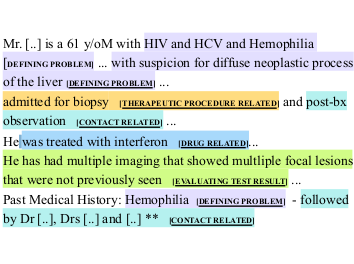 Mr. [..] is a 61 y/oM with HIV and HCV and Hemophilia
[DEFINING PROBLEM] ... with suspicion for diffuse neoplastic process
of the liver [DEFINING PROBLEM] ...
admitted for biopsy [THERAPEUTIC PROCEDURE RELATED] and post-bx
observation [CONTACT RELATED] ...
He was treated with interferon [DRUG RELATED]...
He has had multiple imaging that showed multliple focal lesions
that were not previously seen [EVALUATING TEST RESULT] ...
Past Medical History: Hemophilia [DEFINING PROBLEM] - followed
by Dr [..], Drs [..] and [..] ** [CONTACT RELATED]